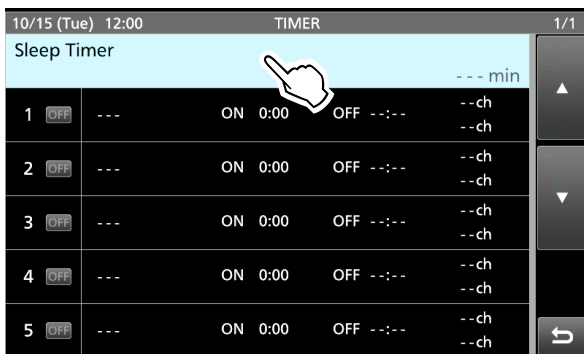 10/15 (Tue) 12:00 TIMER 1/1
Sleep Timer
--- min
1 OFF --- ON 0:00 OFF --:-- --ch
--ch
2 OFF --- ON 0:00 OFF --:-- --ch
--ch
3 OFF --- ON 0:00 OFF --:-- --ch
--ch
4 OFF --- ON 0:00 OFF --:-- --ch
--ch
5 OFF --- ON 0:00 OFF --:-- --ch
--ch